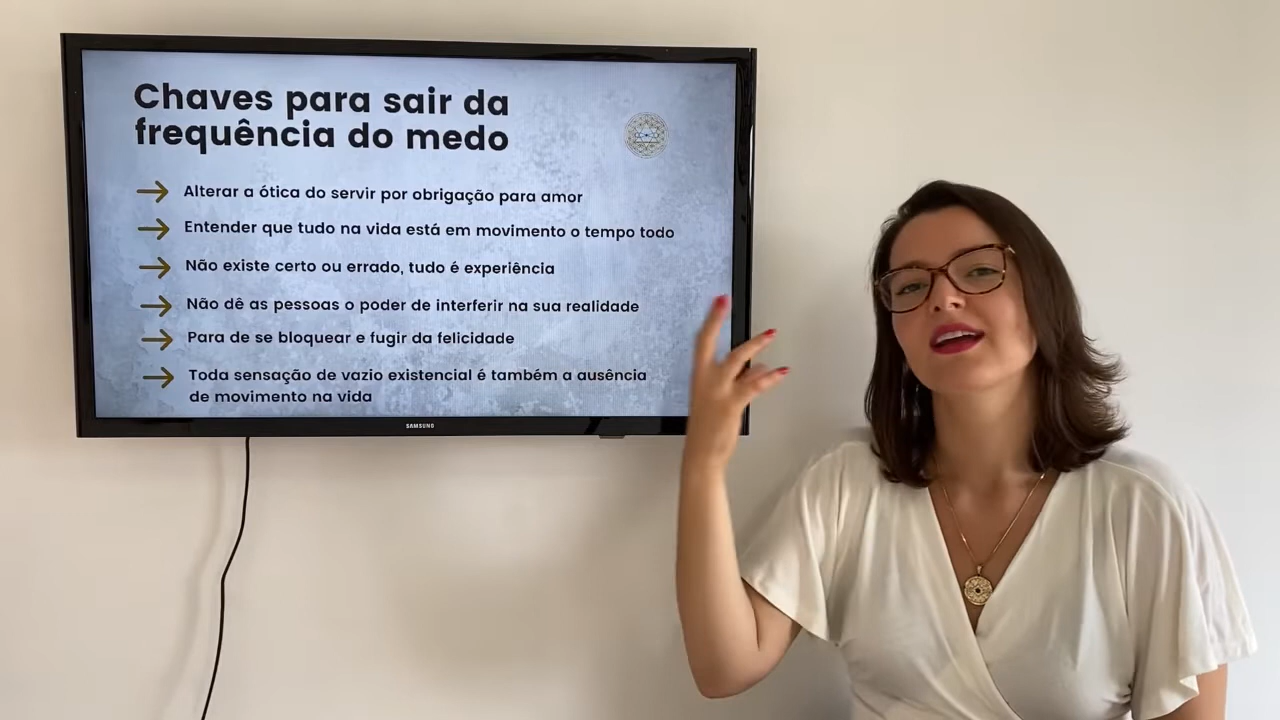 Chaves para sair da
frequência do medo
Alterar a ótica do servir por obrigação para amor
Entender que tudo na vida está em movimento o tempo todo
Não existe certo ou errado, tudo é experiência
Não dê as pessoas o poder de interferir na sua realidade
Para de se bloquear e fugir da felicidade
Toda sensação de vazio existencial é também a ausência
de movimento na vida
SAMSUNG